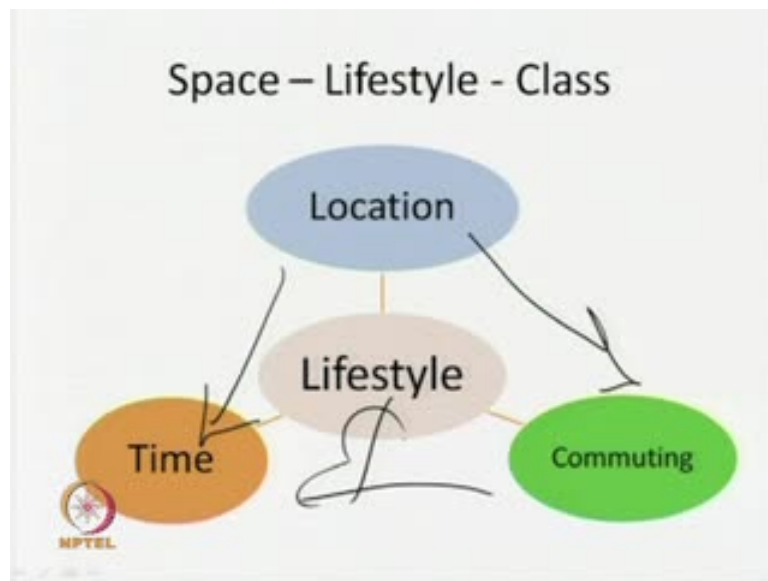 Space – Lifestyle - Class
Location
Lifestyle
Time
Commuting
NPTEL